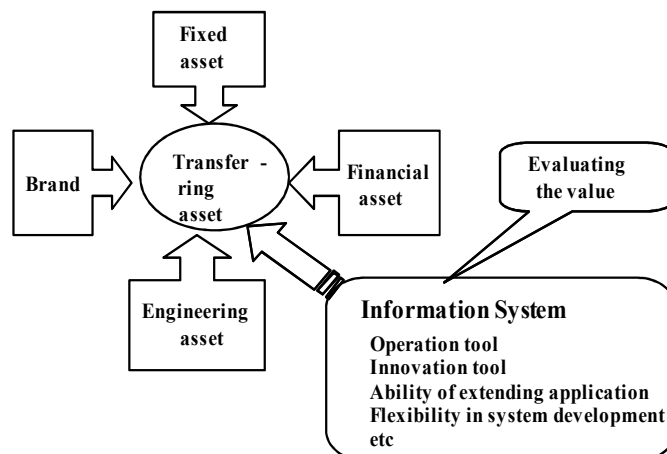 Fixed
asset
Brand
Transfer -
ring
asset
Financial
asset
Evaluating
the value
Engineering
asset
Information System
Operation tool
Innovation tool
Ability of extending application
Flexibility in system development
etc